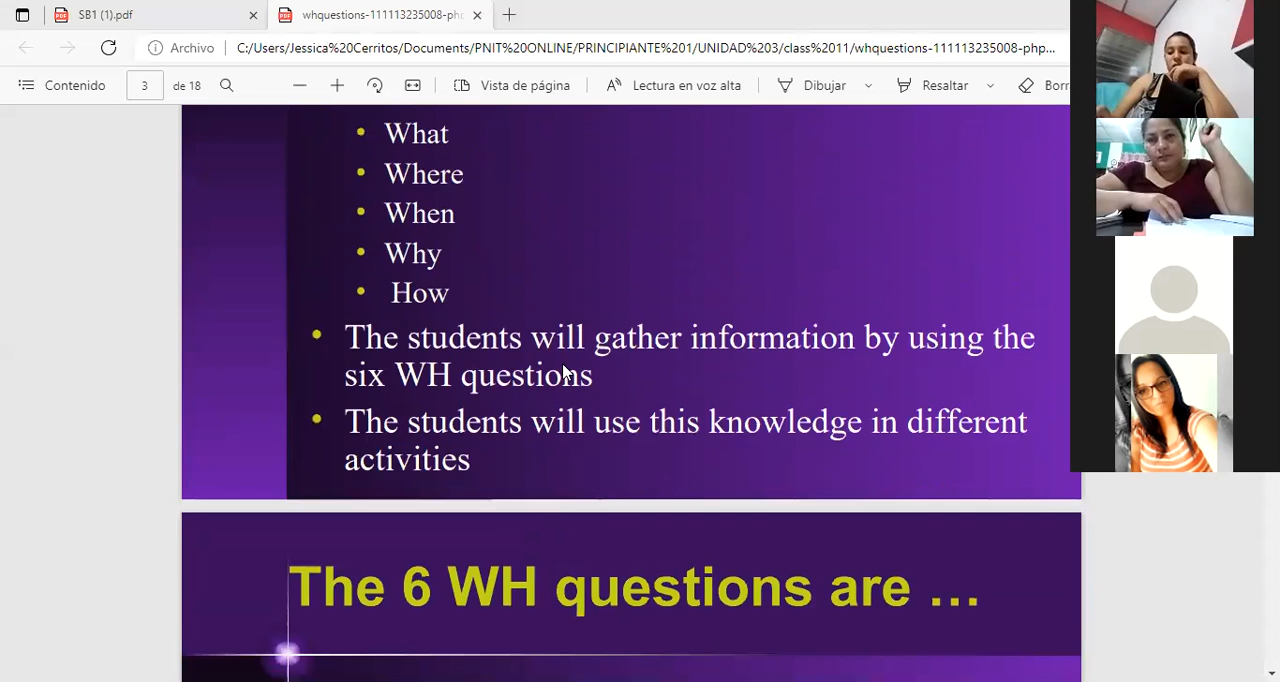 SB1 (1).pdf
whquestions-111113235008-php
Archivo
C:/Users/Jessica%20Cerritos/Documents/PNIT%20ONLINE/PRINCIPIANTE%201/UNIDAD%203/class%2011/whquestions-111113235008-php...
Contenido
3
de 18
Vista de página
Lectura en voz alta
Dibujar
Resaltar
Borr
• What
• Where
• When
• Why
• How
• The students will gather information by using the
six WH questions
• The students will use this knowledge in different
activities
The 6 WH questions are …